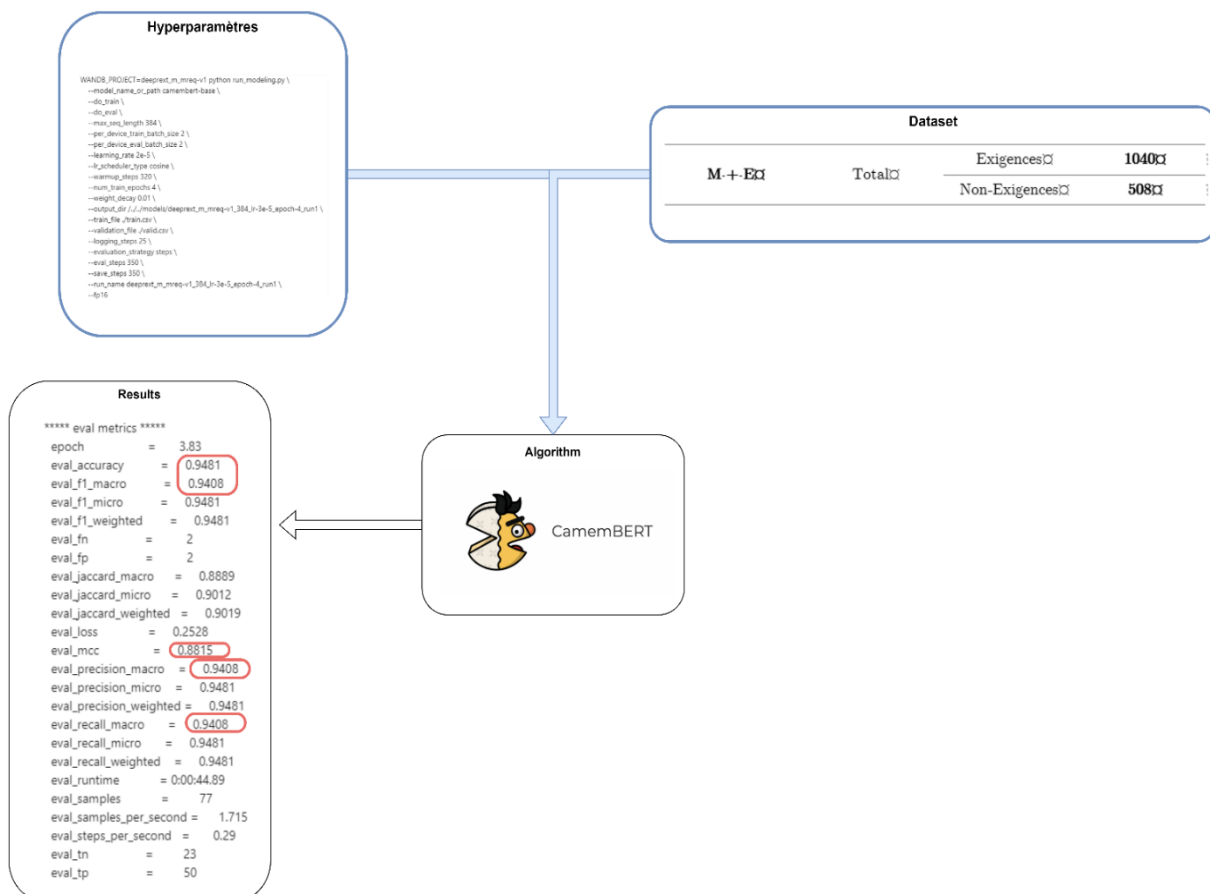 Hyperparamètres
WANDB_PROJECT=deeprext_m_mreq-v1 python run_modeling.py \
--model_name_or_path camembert-base \
--do_train \
--do_eval \
--max_seq_length 384 \
--per_device_train_batch_size 2 \
--per_device_eval_batch_size 2 \
--learning_rate 2e-5 \
--lr_scheduler_type cosine \
--warmup_steps 320 \
--num_train_epochs 4 \
--weight_decay 0.01 \
--output_dir /../../models/deeprext_m_mreq-v1_384_lr-3e-5_epoch-4_run1 \
--train_file ./train.csv \
--validation_file ./valid.csv \
--logging_steps 25 \
--evaluation_strategy steps \
--eval_steps 350 \
--save_steps 350 \
--run_name deeprext_m_mreq-v1_384_lr-3e-5_epoch-4_run1 \
--fp16
Dataset
M·+·E¤ Total¤ Exigences¤ 1040¤
Non-Exigences¤ 508¤
Algorithm
CamemBERT
Results
***** eval metrics *****
epoch = 3.83
eval_accuracy = 0.9481
eval_f1_macro = 0.9408
eval_f1_micro = 0.9481
eval_f1_weighted = 0.9481
eval_fn = 2
eval_fp = 2
eval_jaccard_macro = 0.8889
eval_jaccard_micro = 0.9012
eval_jaccard_weighted = 0.9019
eval_loss = 0.2528
eval_mcc = 0.8815
eval_precision_macro = 0.9408
eval_precision_micro = 0.9481
eval_precision_weighted = 0.9481
eval_recall_macro = 0.9408
eval_recall_micro = 0.9481
eval_recall_weighted = 0.9481
eval_runtime = 0:00:44.89
eval_samples = 77
eval_samples_per_second = 1.715
eval_steps_per_second = 0.29
eval_tn = 23
eval_tp = 50